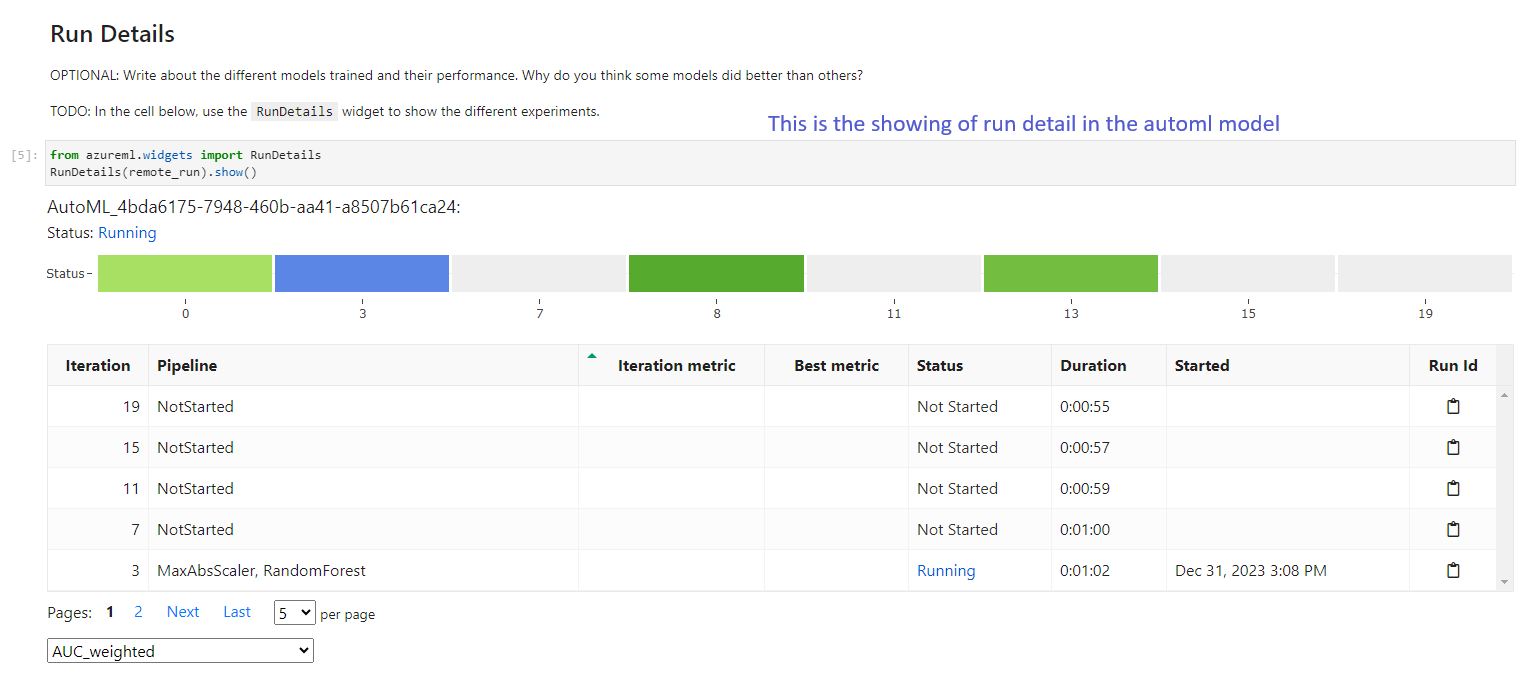 Run Details
OPTIONAL: Write about the different models trained and their performance. Why do you think some models did better than others?
TODO: In the cell below, use the RunDetails widget to show the different experiments.
This is the showing of run detail in the automl model
[5]: from azureml.widgets import RunDetails
RunDetails(remote_run).show()
AutoML_4bda6175-7948-460b-aa41-a8507b61ca24:
Status: Running
Status
0 3 7 8 11 13 15 19
Iteration Pipeline Iteration metric Best metric Status Duration Started Run Id
19 NotStarted Not Started 0:00:55
15 NotStarted Not Started 0:00:57
11 NotStarted Not Started 0:00:59
7 NotStarted Not Started 0:01:00
3 MaxAbsScaler, RandomForest Running 0:01:02 Dec 31, 2023 3:08 PM
Pages: 1 2 Next Last 5 per page
AUC_weighted